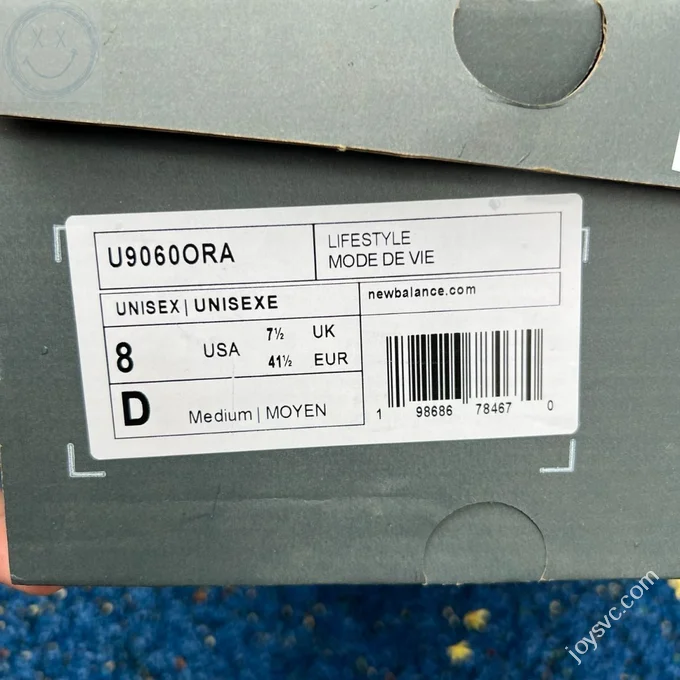 U9060ORA
LIFESTYLE
MODE DE VIE
UNISEX | UNISEXE
newbalance.com
8 USA 7½ UK
41½ EUR
D Medium | MOYEN
1 98686 78467 0
joysvc.com